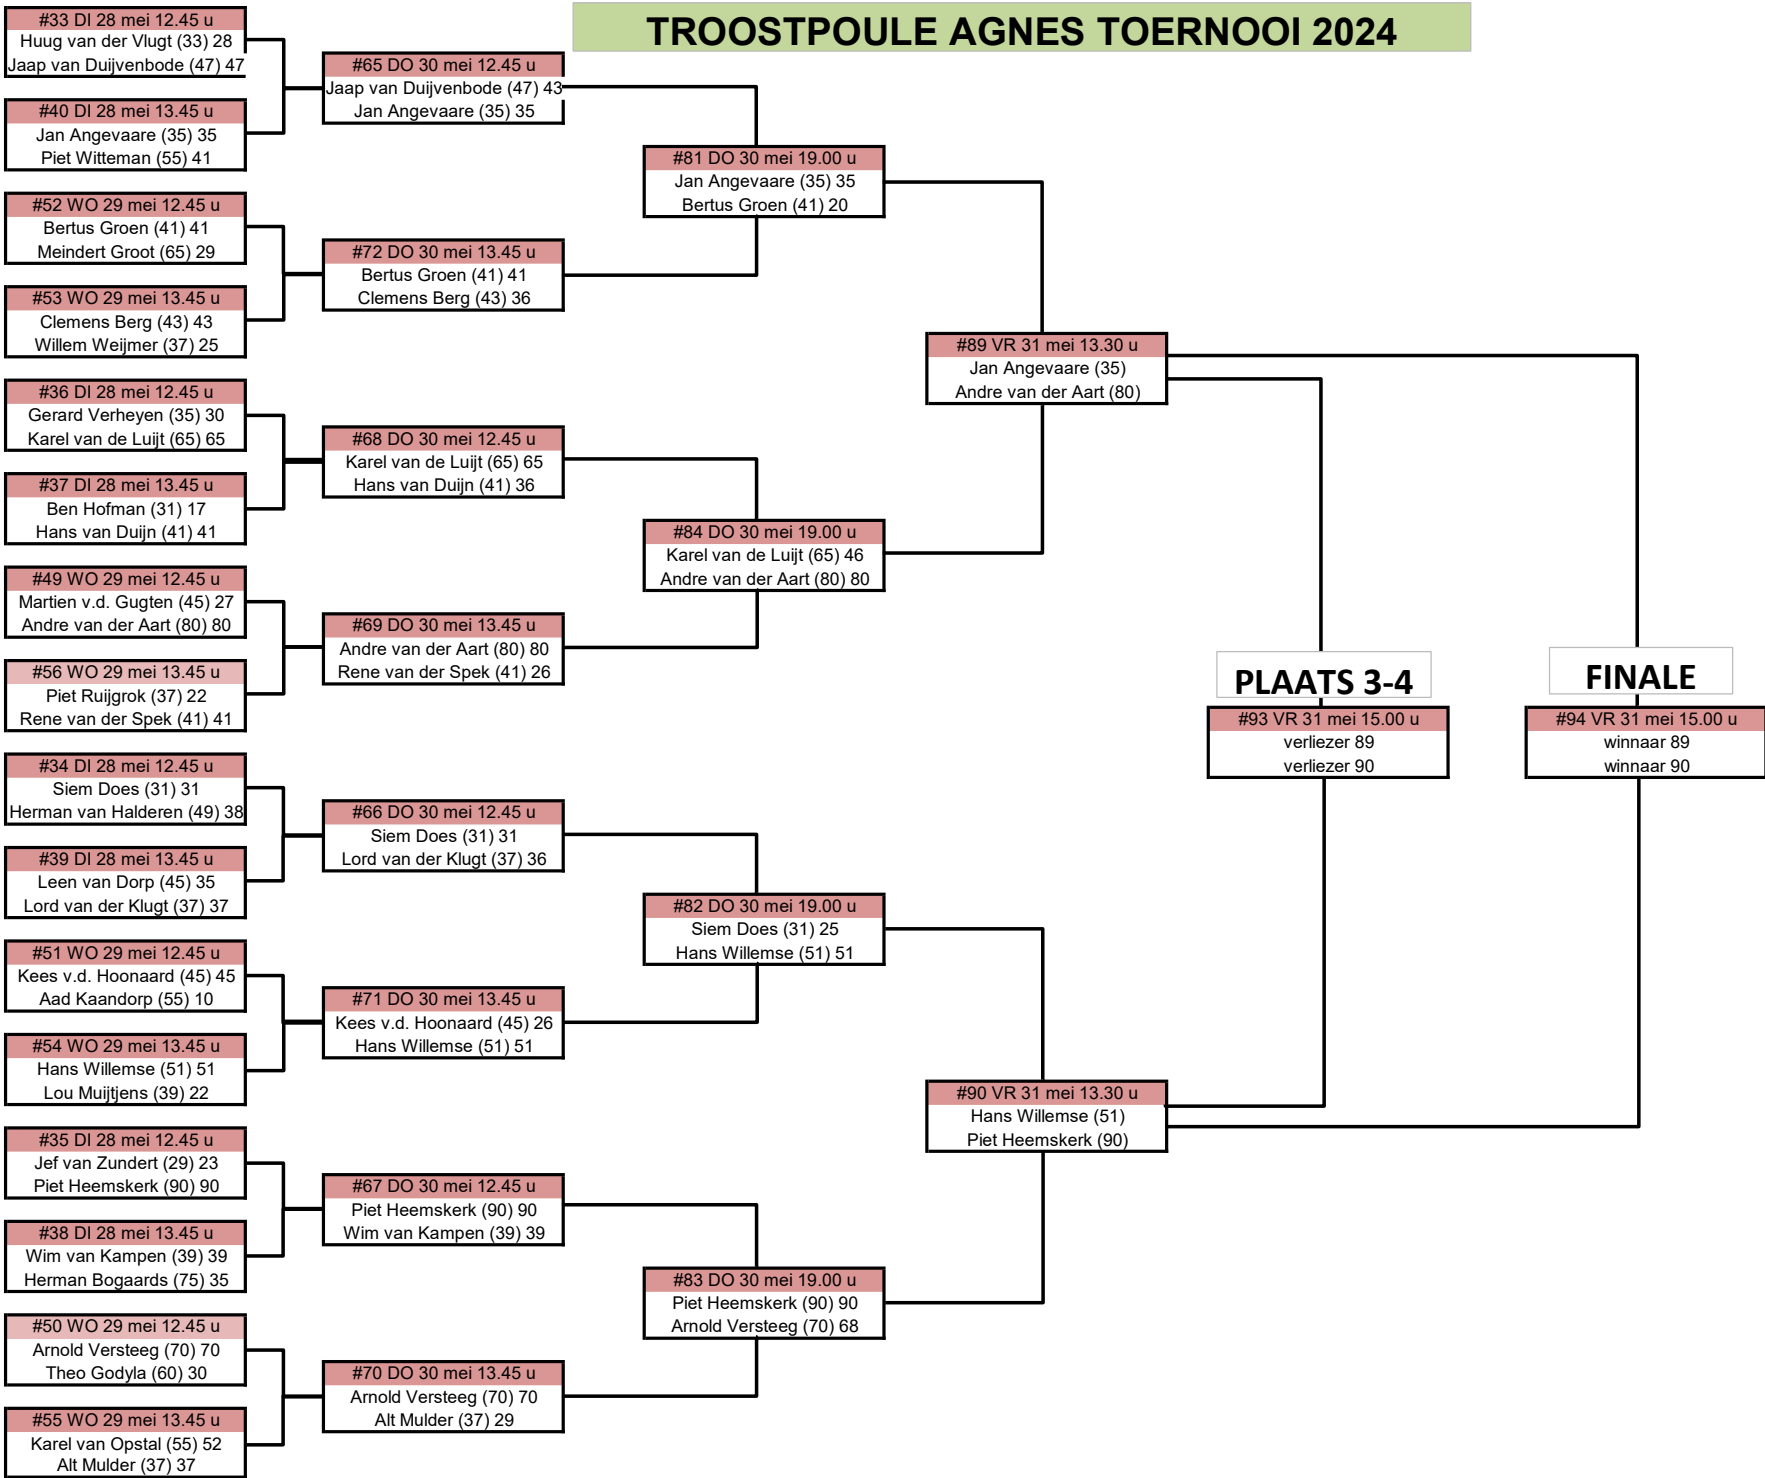 TROOSTPOULE AGNES TOERNOOI 2024
#33 DI 28 mei 12.45 u
Huug van der Vlugt (33) 28
Jaap van Duijvenbode (47) 47
#40 DI 28 mei 13.45 u
Jan Angevaare (35) 35
Piet Witteman (55) 41
#52 WO 29 mei 12.45 u
Bertus Groen (41) 41
Meindert Groot (65) 29
#53 WO 29 mei 13.45 u
Clemens Berg (43) 43
Willem Weijmer (37) 25
#36 DI 28 mei 12.45 u
Gerard Verheyen (35) 30
Karel van de Luijt (65) 65
#37 DI 28 mei 13.45 u
Ben Hofman (31) 17
Hans van Duijn (41) 41
#49 WO 29 mei 12.45 u
Martien v.d. Gugten (45) 27
Andre van der Aart (80) 80
#56 WO 29 mei 13.45 u
Piet Ruijgrok (37) 22
Rene van der Spek (41) 41
#34 DI 28 mei 12.45 u
Siem Does (31) 31
Herman van Halderen (49) 38
#39 DI 28 mei 13.45 u
Leen van Dorp (45) 35
Lord van der Klugt (37) 37
#51 WO 29 mei 12.45 u
Kees v.d. Hoonaard (45) 45
Aad Kaandorp (55) 10
#54 WO 29 mei 13.45 u
Hans Willemse (51) 51
Lou Muijtjens (39) 22
#35 DI 28 mei 12.45 u
Jef van Zundert (29) 23
Piet Heemskerk (90) 90
#38 DI 28 mei 13.45 u
Wim van Kampen (39) 39
Herman Bogaards (75) 35
#50 WO 29 mei 12.45 u
Arnold Versteeg (70) 70
Theo Godyla (60) 30
#55 WO 29 mei 13.45 u
Karel van Opstal (55) 52
Alt Mulder (37) 37
#65 DO 30 mei 12.45 u
Jaap van Duijvenbode (47) 43
Jan Angevaare (35) 35
#72 DO 30 mei 13.45 u
Bertus Groen (41) 41
Clemens Berg (43) 36
#68 DO 30 mei 12.45 u
Karel van de Luijt (65) 65
Hans van Duijn (41) 36
#69 DO 30 mei 13.45 u
Andre van der Aart (80) 80
Rene van der Spek (41) 26
#66 DO 30 mei 12.45 u
Siem Does (31) 31
Lord van der Klugt (37) 36
#71 DO 30 mei 13.45 u
Kees v.d. Hoonaard (45) 26
Hans Willemse (51) 51
#67 DO 30 mei 12.45 u
Piet Heemskerk (90) 90
Wim van Kampen (39) 39
#70 DO 30 mei 13.45 u
Arnold Versteeg (70) 70
Alt Mulder (37) 29
#81 DO 30 mei 19.00 u
Jan Angevaare (35) 35
Bertus Groen (41) 20
#84 DO 30 mei 19.00 u
Karel van de Luijt (65) 46
Andre van der Aart (80) 80
#82 DO 30 mei 19.00 u
Siem Does (31) 25
Hans Willemse (51) 51
#83 DO 30 mei 19.00 u
Piet Heemskerk (90) 90
Arnold Versteeg (70) 68
#89 VR 31 mei 13.30 u
Jan Angevaare (35)
Andre van der Aart (80)
#90 VR 31 mei 13.30 u
Hans Willemse (51)
Piet Heemskerk (90)
PLAATS 3-4
#93 VR 31 mei 15.00 u
verliezer 89
verliezer 90
FINALE
#94 VR 31 mei 15.00 u
winnaar 89
winnaar 90